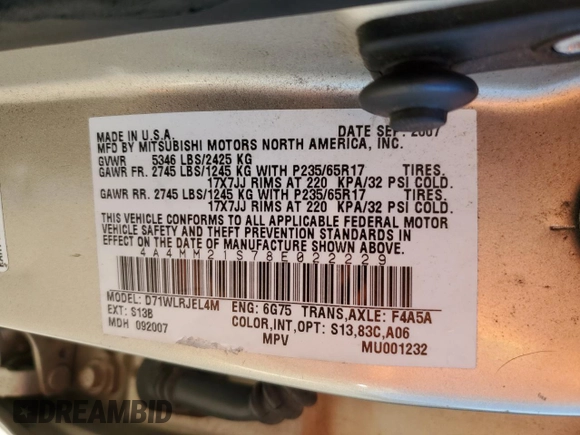 MADE IN U.S.A. DATE SEP. 2007
MFD BY MITSUBISHI MOTORS NORTH AMERICA, INC.
GVWR 5346 LBS/2425 KG
GAWR FR. 2745 LBS/1245 KG WITH P235/65R17 TIRES.
17X7JJ RIMS AT 220 KPA/32 PSI COLD.
GAWR RR. 2745 LBS/1245 KG WITH P235/65R17 TIRES.
17X7JJ RIMS AT 220 KPA/32 PSI COLD.
THIS VEHICLE CONFORMS TO ALL APPLICABLE FEDERAL MOTOR
VEHICLE SAFETY AND THEFT PREVENTION STANDARDS IN
EFFECT ON THE DATE OF MANUFACTURE SHOWN ABOVE.
4A4MM21S78E022229
MODEL: D71WLRJEL4M ENG: 6G75 TRANS,AXLE: F4A5A
EXT: S13B COLOR,INT,OPT: S13,83C,A06
MDH 092007 MPV MU001232
DREAMBID